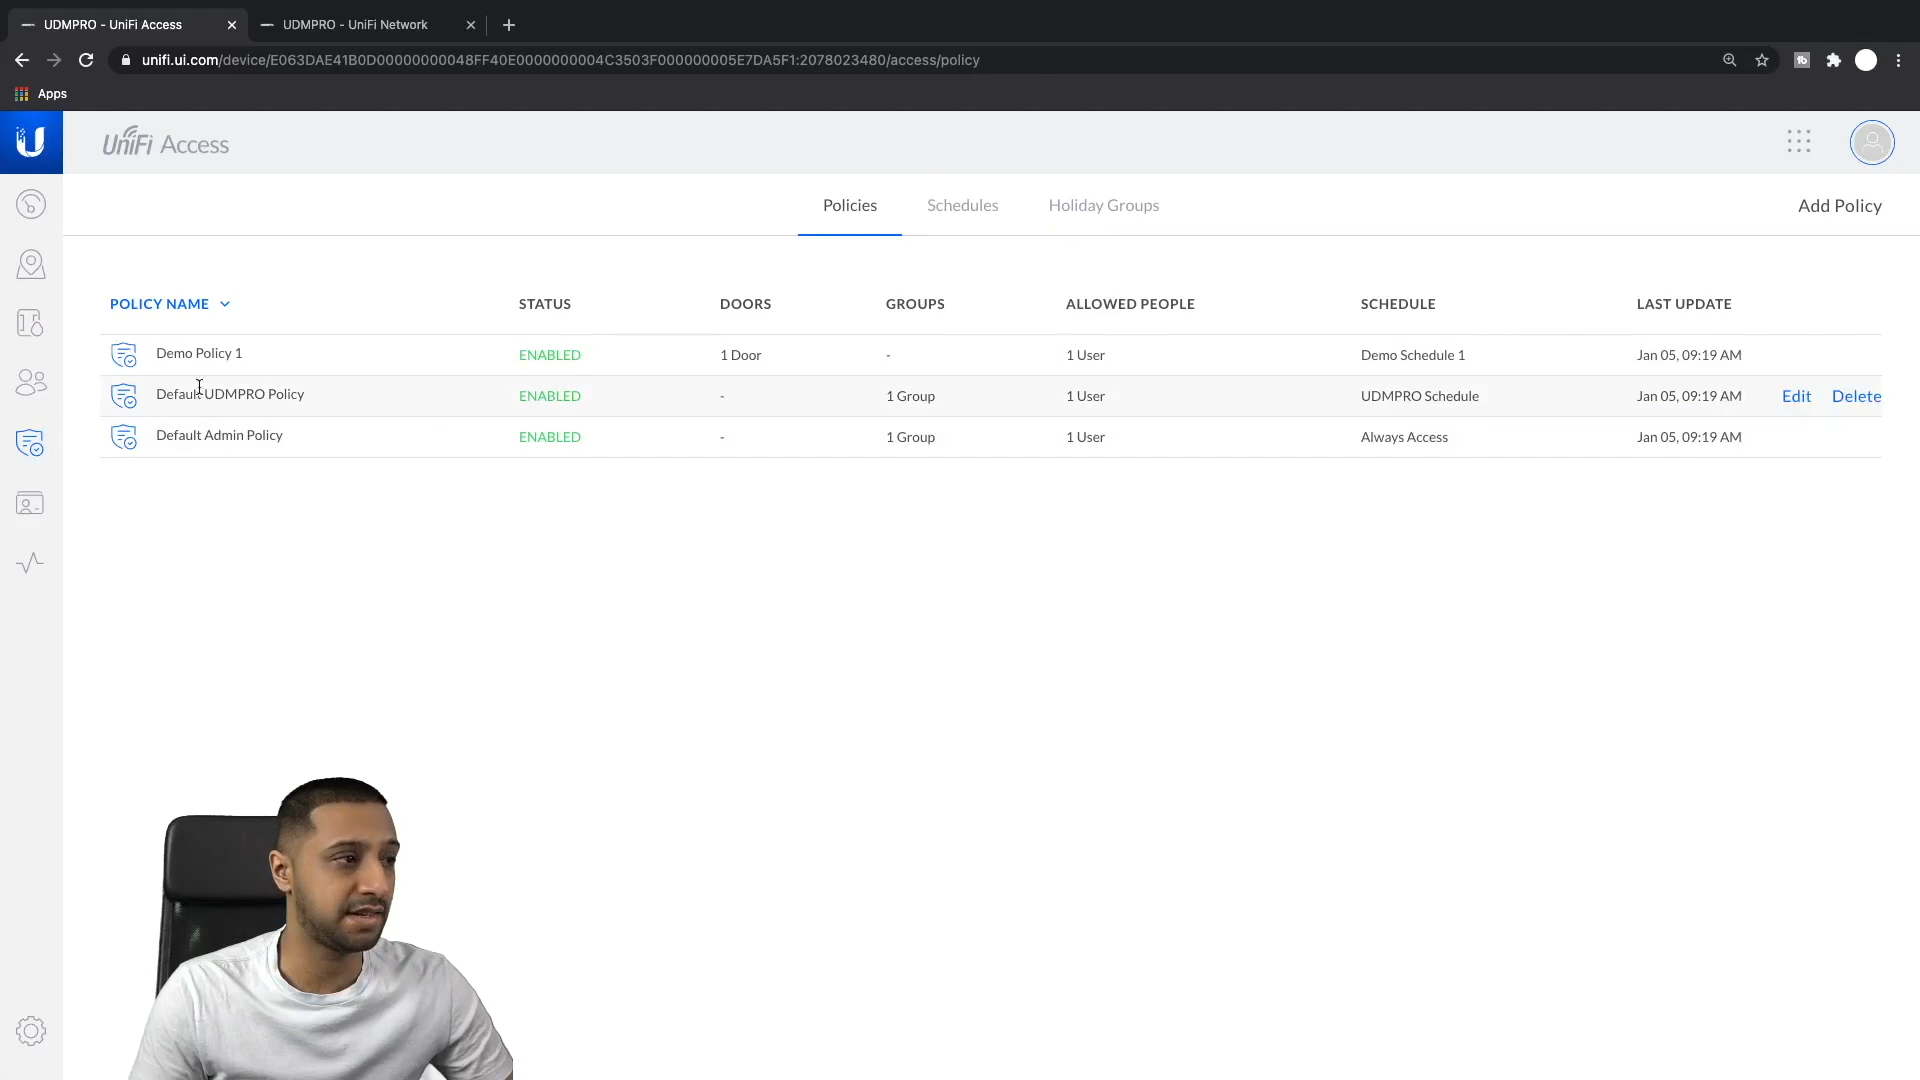 UDMPRO - UniFi Access
UDMPRO - UniFi Network
unifi.ui.com/device/E063DAE41B0D00000000048FF40E0000000004C3503F000000005E7DA5F1:2078023480/access/policy
Apps
UniFi Access
Policies
Schedules
Holiday Groups
Add Policy
POLICY NAME STATUS DOORS GROUPS ALLOWED PEOPLE SCHEDULE LAST UPDATE
Demo Policy 1 ENABLED 1 Door - 1 User Demo Schedule 1 Jan 05, 09:19 AM
Default UDMPRO Policy ENABLED - 1 Group 1 User UDMPRO Schedule Jan 05, 09:19 AM Edit Delete
Default Admin Policy ENABLED - 1 Group 1 User Always Access Jan 05, 09:19 AM